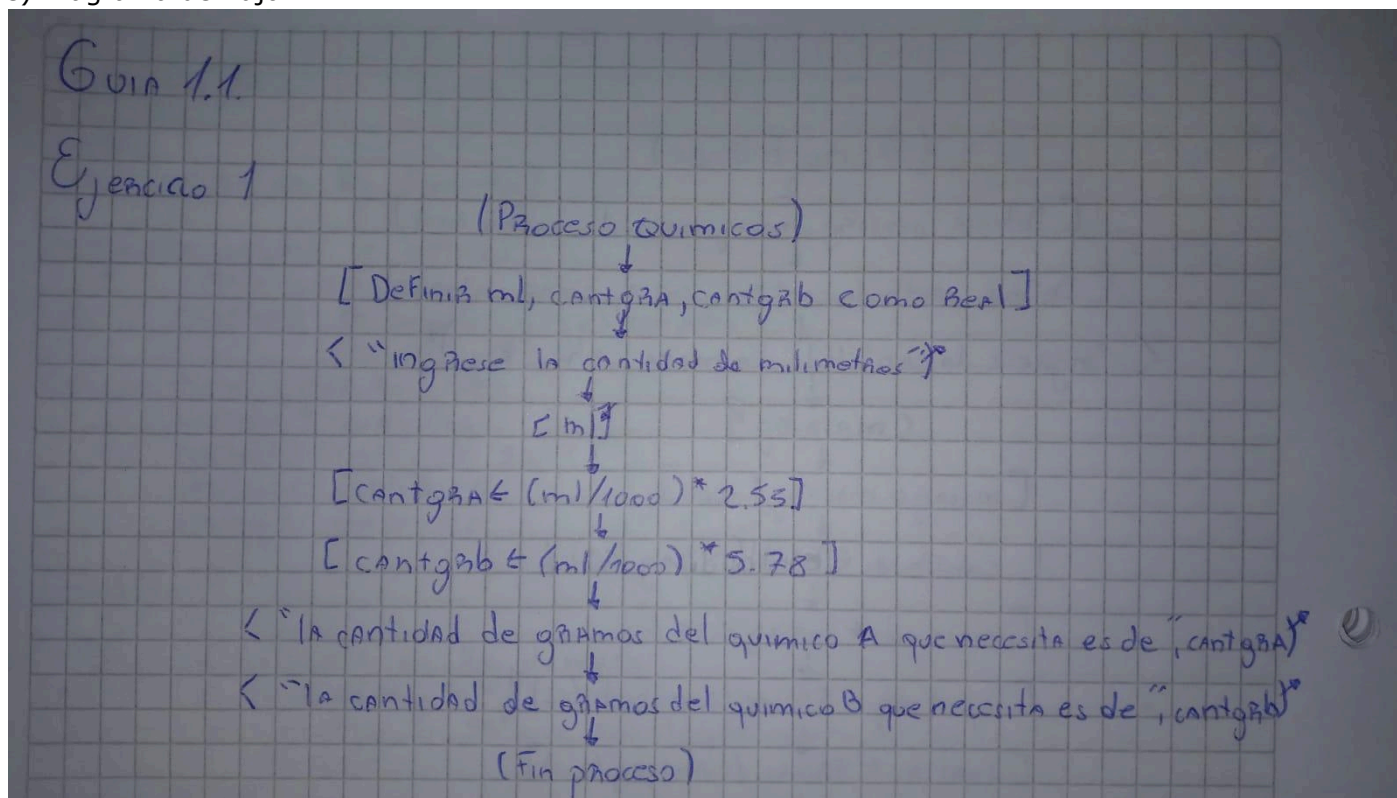 Guia 1.1.
Ejercicio 1
(Proceso Quimicos)
[Definir ml, cantgrA, cantgrb como Real]
< "ingrese la cantidad de milimetros"
[ml]
[cantgrA ← (ml/1000) * 2.55]
[cantgrb ← (ml/1000) * 5.78]
< "la cantidad de gramos del quimico A que necesita es de", cantgrA)
< "la cantidad de gramos del quimico B que necesita es de", cantgrb)
(Fin proceso)